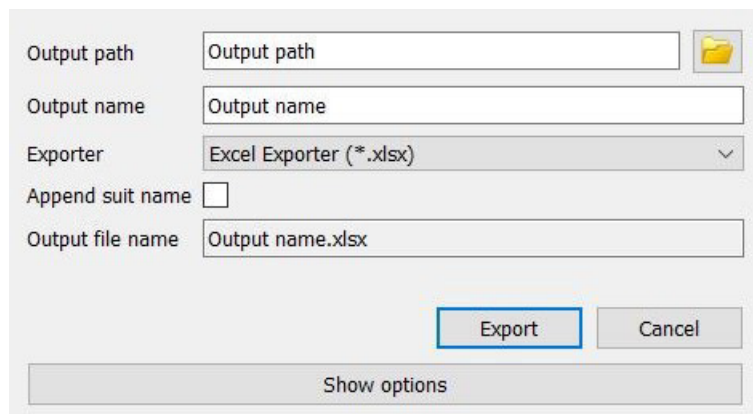 Output path Output path
Output name Output name
Exporter Excel Exporter (*.xlsx)
Append suit name
Output file name Output name.xlsx
Export Cancel
Show options